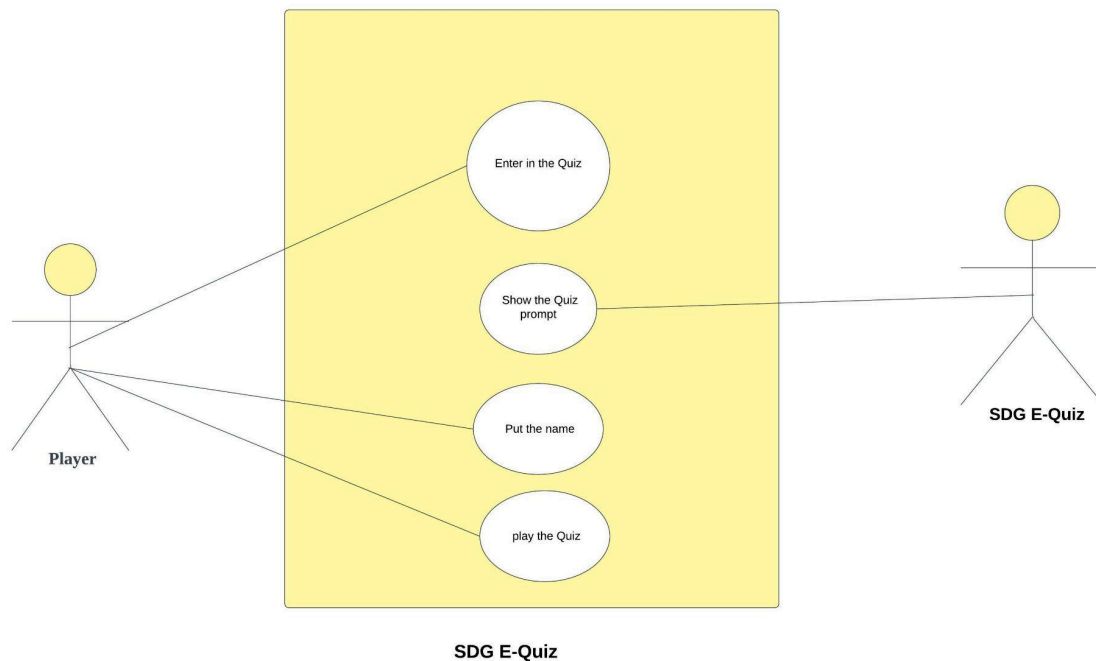 Enter in the Quiz
Show the Quiz
prompt
Put the name
play the Quiz
Player
SDG E-Quiz
SDG E-Quiz